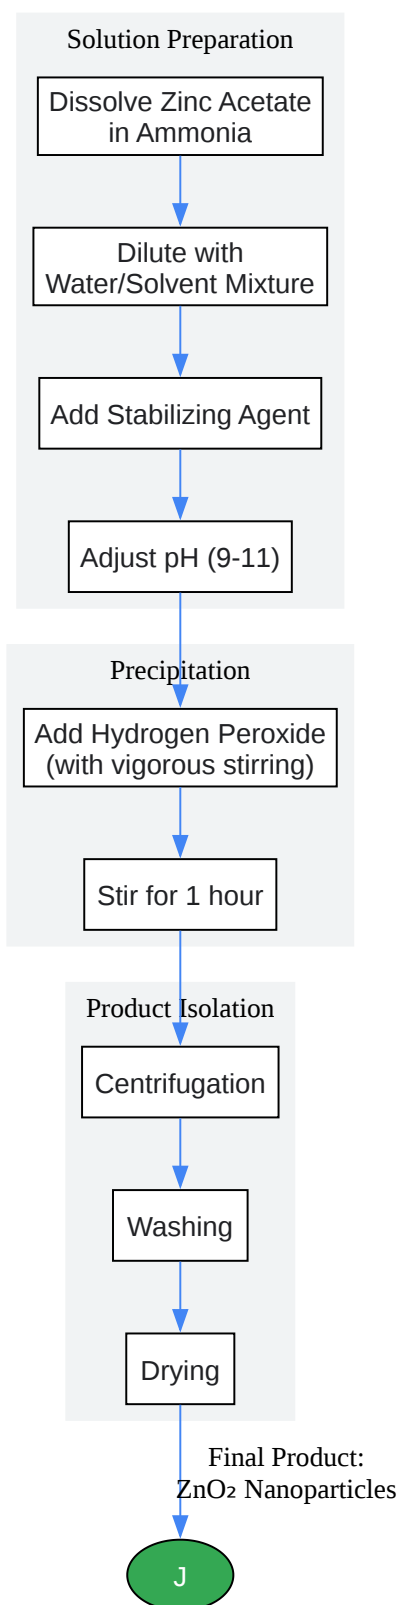 Solution Preparation
Dissolve Zinc Acetate
in Ammonia
Dilute with
Water/Solvent Mixture
Add Stabilizing Agent
Adjust pH (9-11)
Precipitation
Add Hydrogen Peroxide
(with vigorous stirring)
Stir for 1 hour
Product Isolation
Centrifugation
Washing
Drying
Final Product:
ZnO₂ Nanoparticles
J